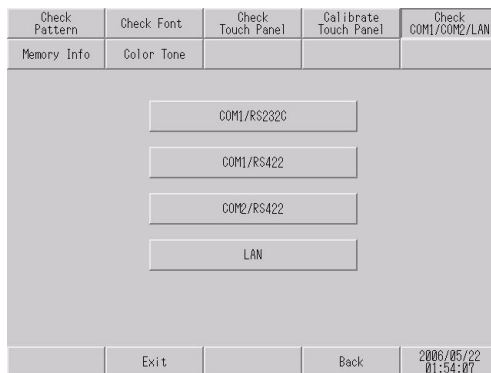 Check
Pattern
Check Font
Check
Touch Panel
Calibrate
Touch Panel
Check
COM1/COM2/LAN
Memory Info
Color Tone
COM1/RS232C
COM1/RS422
COM2/RS422
LAN
Exit
Back
2006/05/22
01:54:07